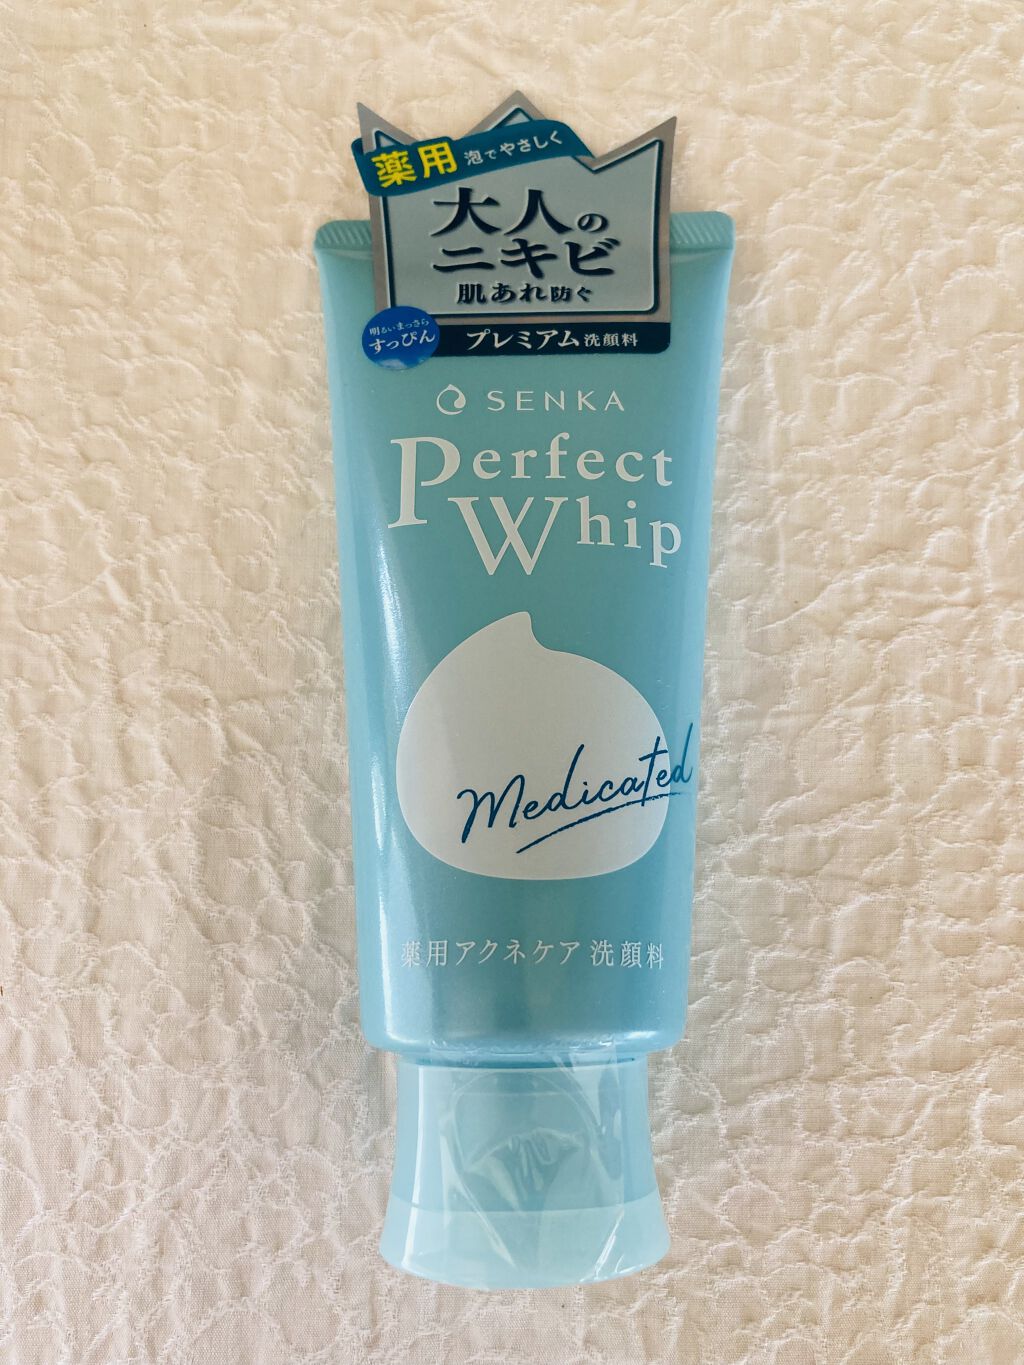 薬用 泡でやさしく
大人の
ニキビ
肌あれ防ぐ
明るいまっさら
すっぴん
プレミアム洗顔料
SENKA
Perfect
Whip
Medicated
薬用アクネケア 洗顔料